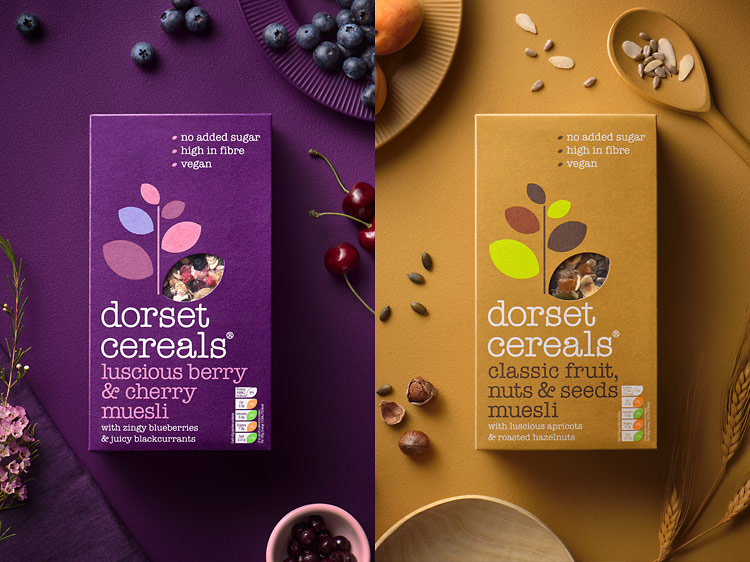 no added sugar
high in fibre
vegan
dorset
cereals®
luscious berry
& cherry
muesli
with zingy blueberries
& juicy blackcurrants
no added sugar
high in fibre
vegan
dorset
cereals®
classic fruit,
nuts & seeds
muesli
with luscious apricots
& roasted hazelnuts